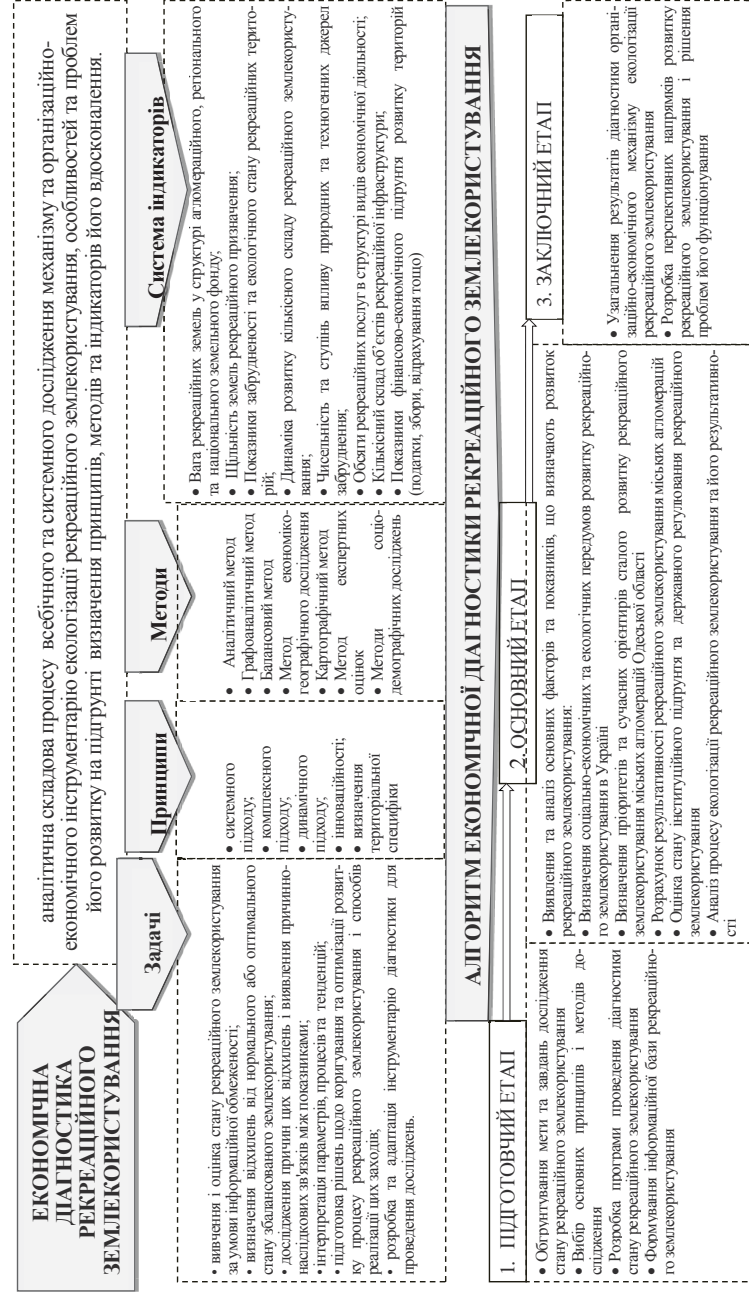 ЕКОНОМІЧНА
ДІАГНОСТИКА
РЕКРЕАЦІЙНОГО
ЗЕМЛЕКОРИСТУВАННЯ
аналітична складова процесу всебічного та системного дослідження механізму та організаційно-
економічного інструментарію екологізації рекреаційного землекористування, особливостей та проблем
його розвитку на підґрунті визначення принципів, методів та індикаторів його вдосконалення.
Задачі
• вивчення і оцінка стану рекреаційного землекористування
за умови інформаційної обмеженості;
• визначення відхилень від нормального або оптимального
стану збалансованого землекористування;
• дослідження причин цих відхилень і виявлення причинно-
наслідкових зв'язків між показниками;
• інтерпретація параметрів, процесів та тенденцій;
• підготовка рішень щодо коригування та оптимізації розвит-
ку процесу рекреаційного землекористування і способів
реалізації цих заходів;
• розробка та адаптація інструментарію діагностики для
проведення досліджень.
Принципи
• системного
підходу;
• комплексного
підходу;
• динамічного
підходу,
• інноваційності;
• визначення
територіальної
специфіки
Методи
• Аналітичний метод
• Графоаналітичний метод
• Балансовий метод
• Метод економіко-
географічного дослідження
• Картографічний метод
• Метод експертних
оцінок
• Методи соціо-
демографічних досліджень
Система індикаторів
• Вага рекреаційних земель у структурі агломераційного, регіонального
та національного земельного фонду;
• Щільність земель рекреаційного призначення;
• Показники забрудненості та екологічного стану рекреаційних терито-
рій;
• Динаміка розвитку кількісного складу рекреаційного землекористу-
вання;
• Чисельність та ступінь впливу природних та техногенних джерел
забруднення;
• Обсяги рекреаційних послуг в структурі видів економічної діяльності;
• Кількісний склад об’єктів рекреаційної інфраструктури;
• Показники фінансово-економічного підґрунтя розвитку територій
(податки, збори, відрахування тощо)
АЛГОРИТМ ЕКОНОМІЧНОЇ ДІАГНОСТИКИ РЕКРЕАЦІЙНОГО ЗЕМЛЕКОРИСТУВАННЯ
1. ПІДГОТОВЧИЙ ЕТАП
• Обґрунтування мети та завдань дослідження
стану рекреаційного землекористування
• Вибір основних принципів і методів до-
слідження
• Розробка програми проведення діагностики
стану рекреаційного землекористування
• Формування інформаційної бази рекреаційно-
го землекористування
2. ОСНОВНИЙ ЕТАП
• Виявлення та аналіз основних факторів та показників, що визначають розвиток
рекреаційного землекористування:
• Визначення соціально-економічних та екологічних передумов розвитку рекреаційно-
го землекористування в Україні
• Визначення пріоритетів та сучасних орієнтирів сталого розвитку рекреаційного
землекористування міських агломерацій Одеської області
• Розрахунок результативності рекреаційного землекористування міських агломерацій
• Оцінка стану інституційного підґрунтя та державного регулювання рекреаційного
землекористування
• Аналіз процесу екологізації рекреаційного землекористування та його результативно-
сті
3. ЗАКЛЮЧНИЙ ЕТАП
• Узагальнення результатів діагностики органі-
заційно-економічного механізму екологізації
рекреаційного землекористування
• Розробка перспективних напрямків розвитку
рекреаційного землекористування і рішення
проблем його функціонування